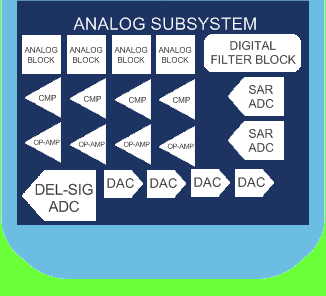 ANALOG SUBSYSTEM
ANALOG BLOCK
ANALOG BLOCK
ANALOG BLOCK
ANALOG BLOCK
DIGITAL FILTER BLOCK
CMP
CMP
CMP
CMP
SAR ADC
OP-AMP
OP-AMP
OP-AMP
OP-AMP
SAR ADC
DEL-SIG ADC
DAC
DAC
DAC
DAC